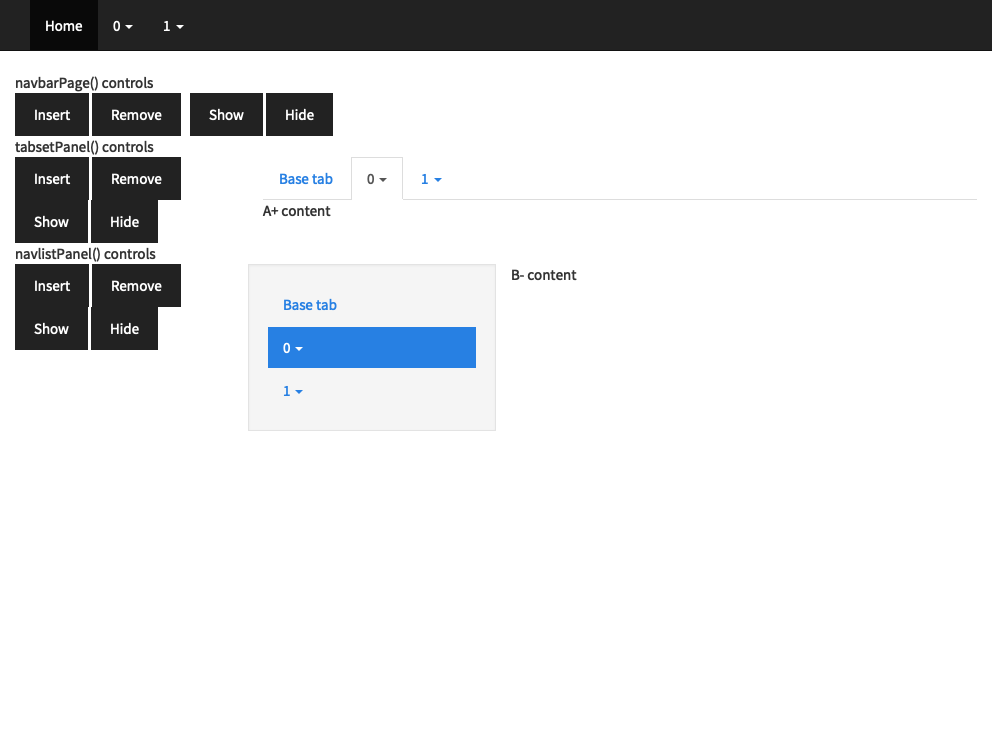 Home 0 1
navbarPage() controls
Insert Remove Show Hide
tabsetPanel() controls
Insert Remove
Show Hide
Base tab 0 1
A+ content
navlistPanel() controls
Insert Remove
Show Hide
Base tab
0
1
B- content